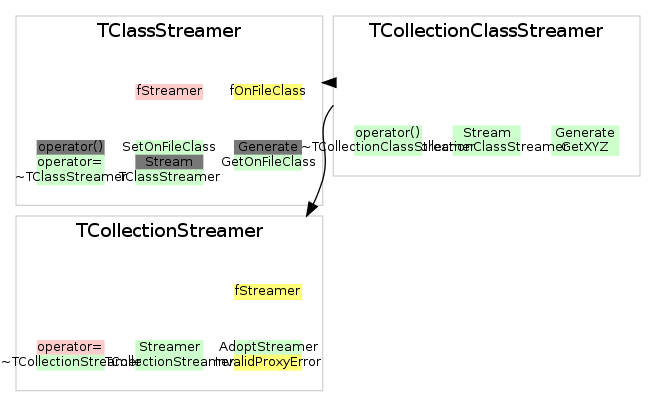 TClassStreamer
fStreamer fOnFileClass
operator() SetOnFileClass Generate
operator= Stream GetOnFileClass
~TClassStreamer TClassStreamer
TCollectionClassStreamer
operator() Stream Generate
~TCollectionClassStreamer GetXYZ
TCollectionStreamer
fStreamer
operator= Streamer AdoptStreamer
~TCollectionStreamer TCollectionStreamer InvalidProxyError